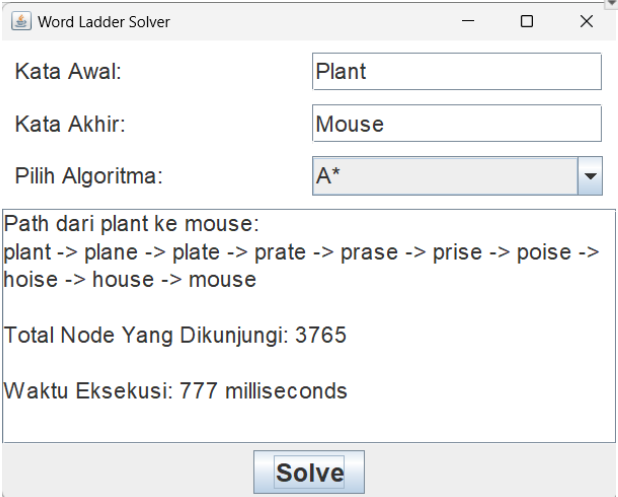 Word Ladder Solver
Kata Awal: Plant
Kata Akhir: Mouse
Pilih Algoritma: A*
Path dari plant ke mouse:
plant -> plane -> plate -> prate -> prase -> prise -> poise ->
hoise -> house -> mouse
Total Node Yang Dikunjungi: 3765
Waktu Eksekusi: 777 milliseconds
Solve